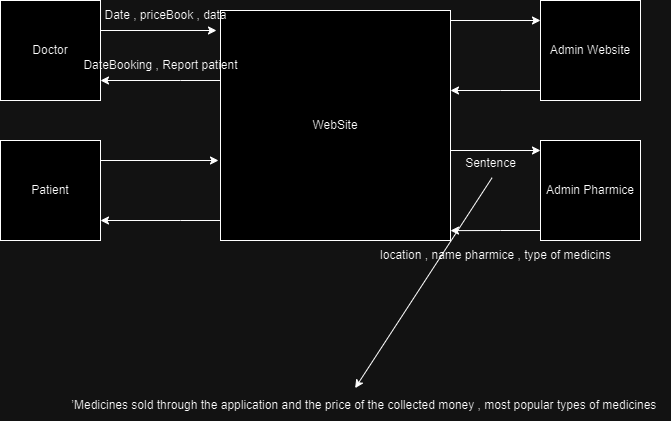 Date , priceBook , data
Doctor
Admin Website
DateBooking , Report patient
WebSite
Sentence
Patient
Admin Pharmice
location , name pharmice , type of medicins
'Medicines sold through the application and the price of the collected money , most popular types of medicines